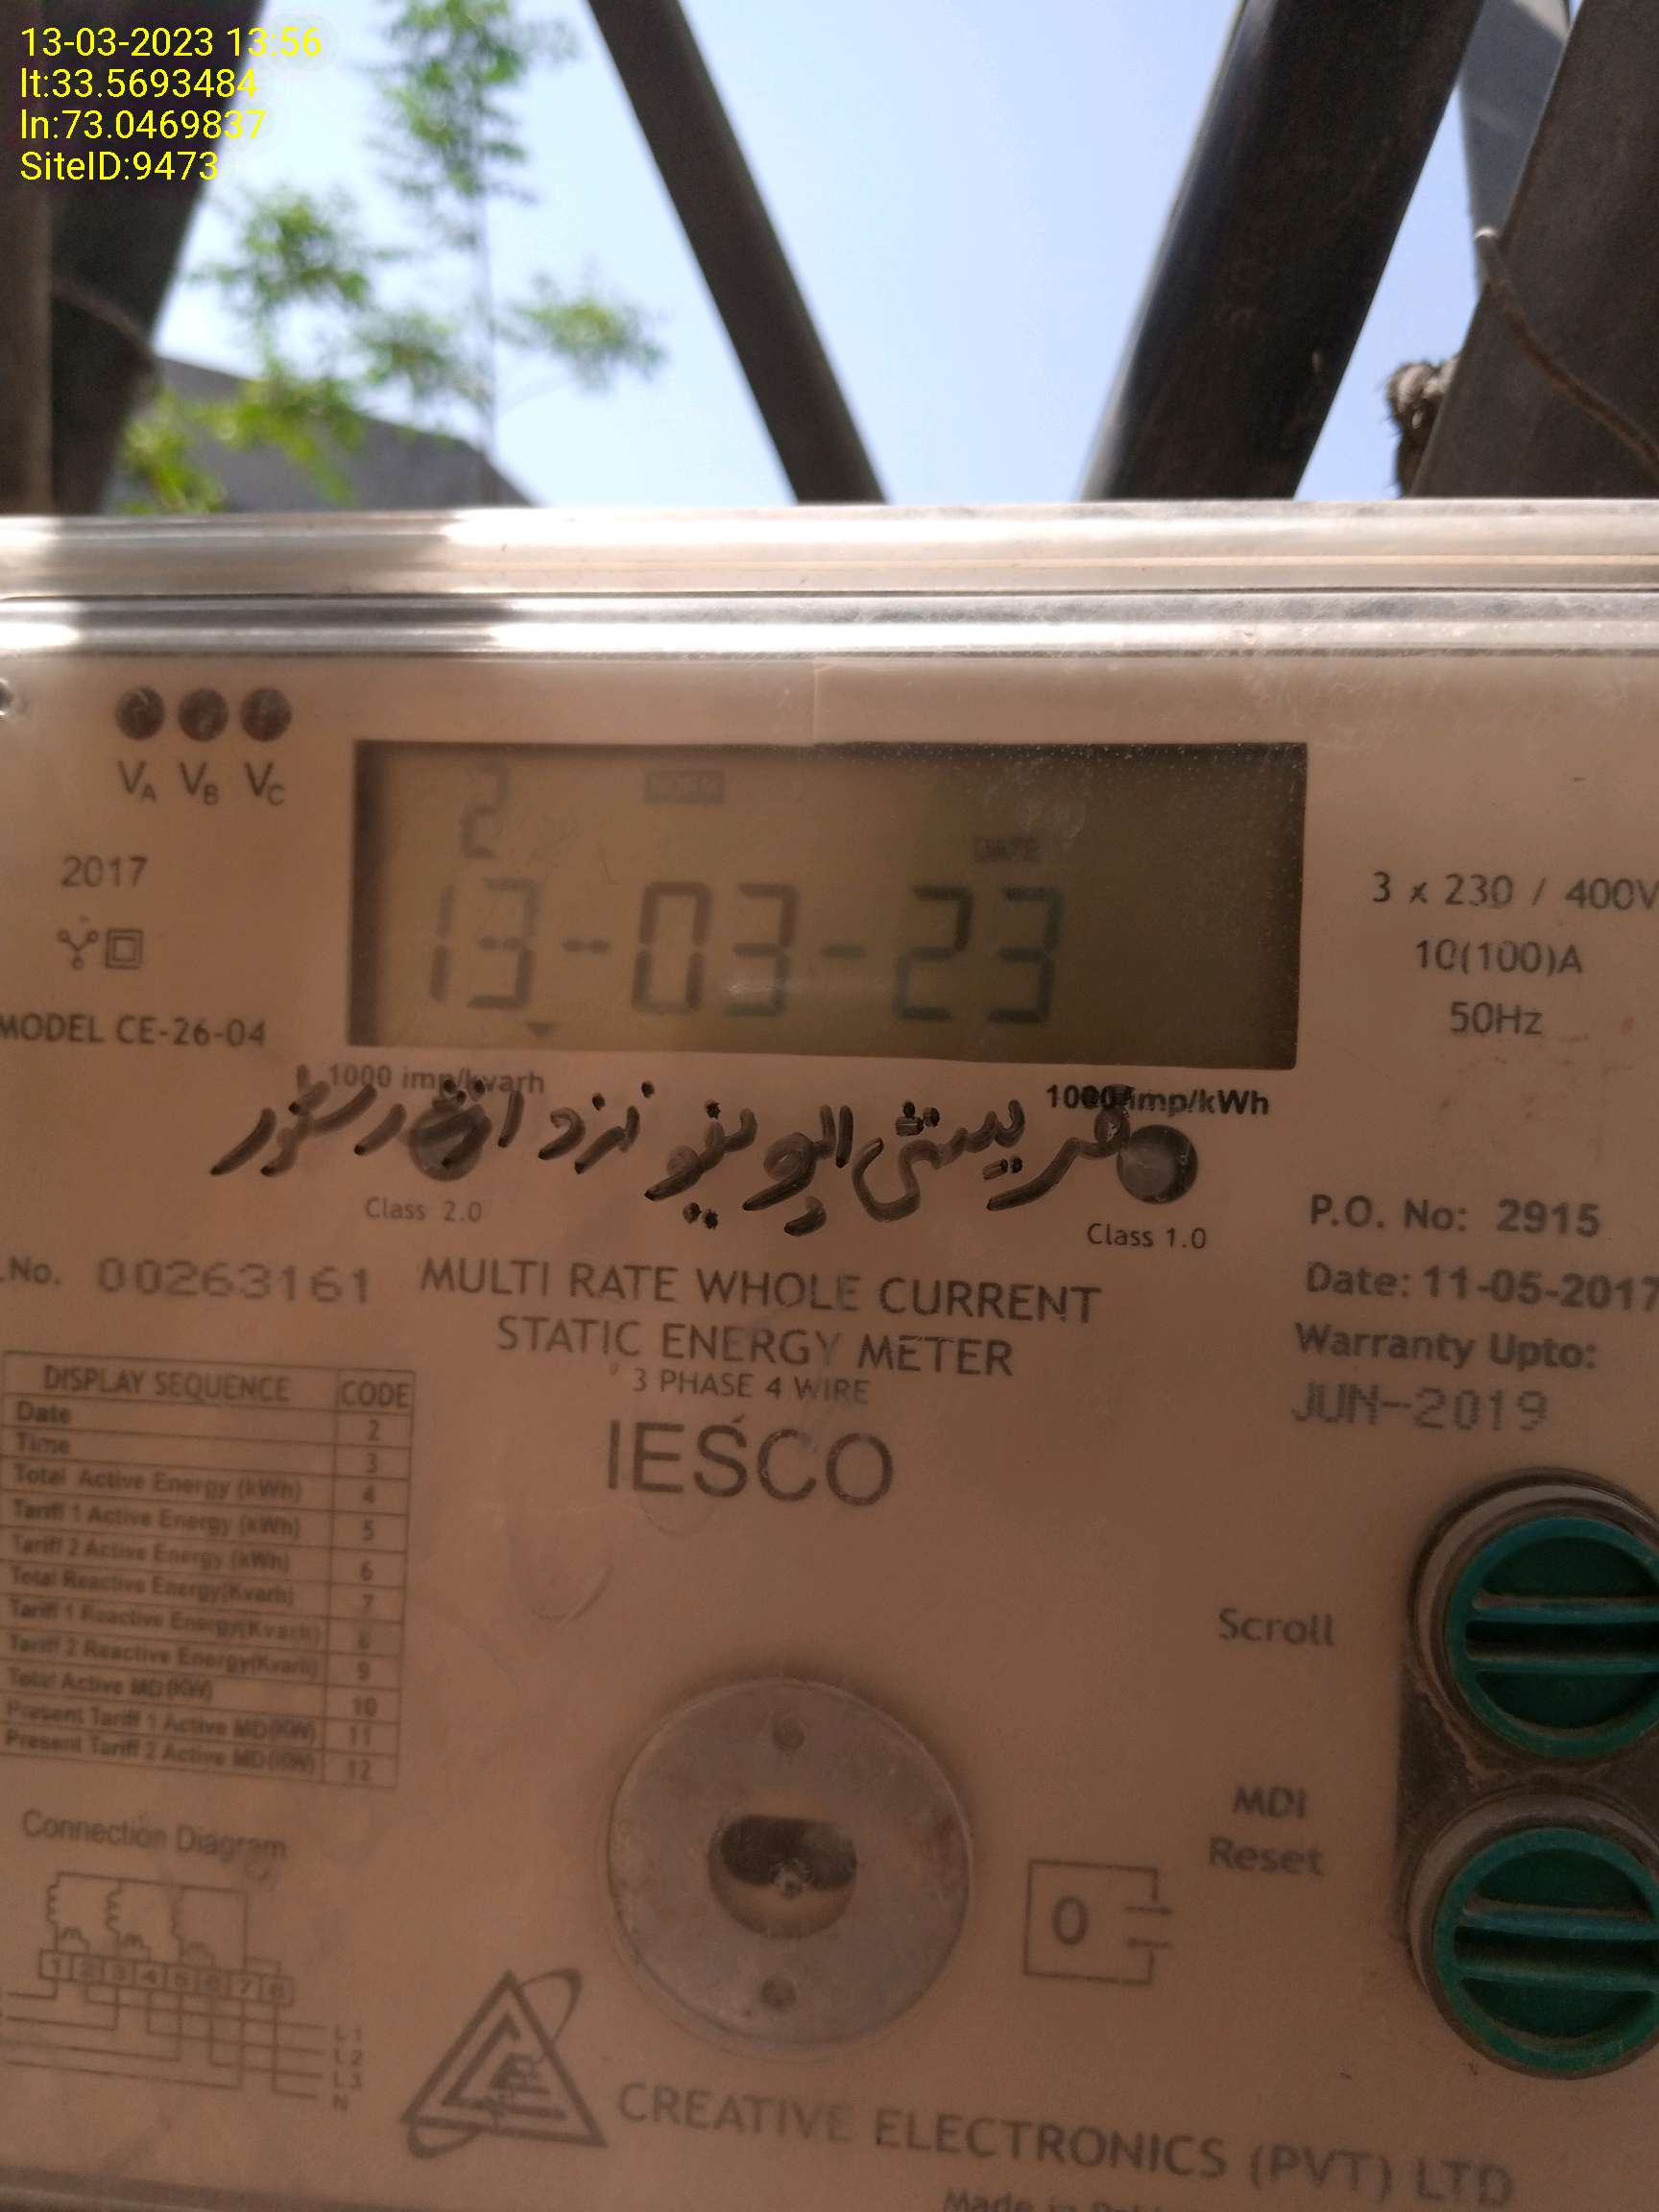 13-03-2023 13:56
lt:33.5693484
ln:73.0469837
SiteID:9473
VA VB VC
2
DATE
13-03-23
2017
MODEL CE-26-04
3 x 230 / 400V
10(100)A
50Hz
1000 imp/kvarh
1000 imp/kWh
نزد
Class 2.0
Class 1.0
P.O. No: 2915
Date: 11-05-2017
Warranty Upto:
JUN-2019
.No. 00263161
MULTI RATE WHOLE CURRENT
STATIC ENERGY METER
3 PHASE 4 WIRE
IESCO
DISPLAY SEQUENCE CODE
Date 2
Time 3
Total Active Energy (kWh) 4
Tariff 1 Active Energy (kWh) 5
Tariff 2 Active Energy (kWh) 6
Total Reactive Energy(Kvarh) 7
Tariff 1 Reactive Energy(Kvarh) 8
Tariff 2 Reactive Energy(Kvarh) 9
Total Active MD(KW) 10
Present Tariff 1 Active MD(KW) 11
Present Tariff 2 Active MD(KW) 12
Scroll
MDI
Reset
0
Connection Diagram
1 2 3 4 5 6 7 8
L1
L2
L3
N
CREATIVE ELECTRONICS (PVT) LTD
Made in